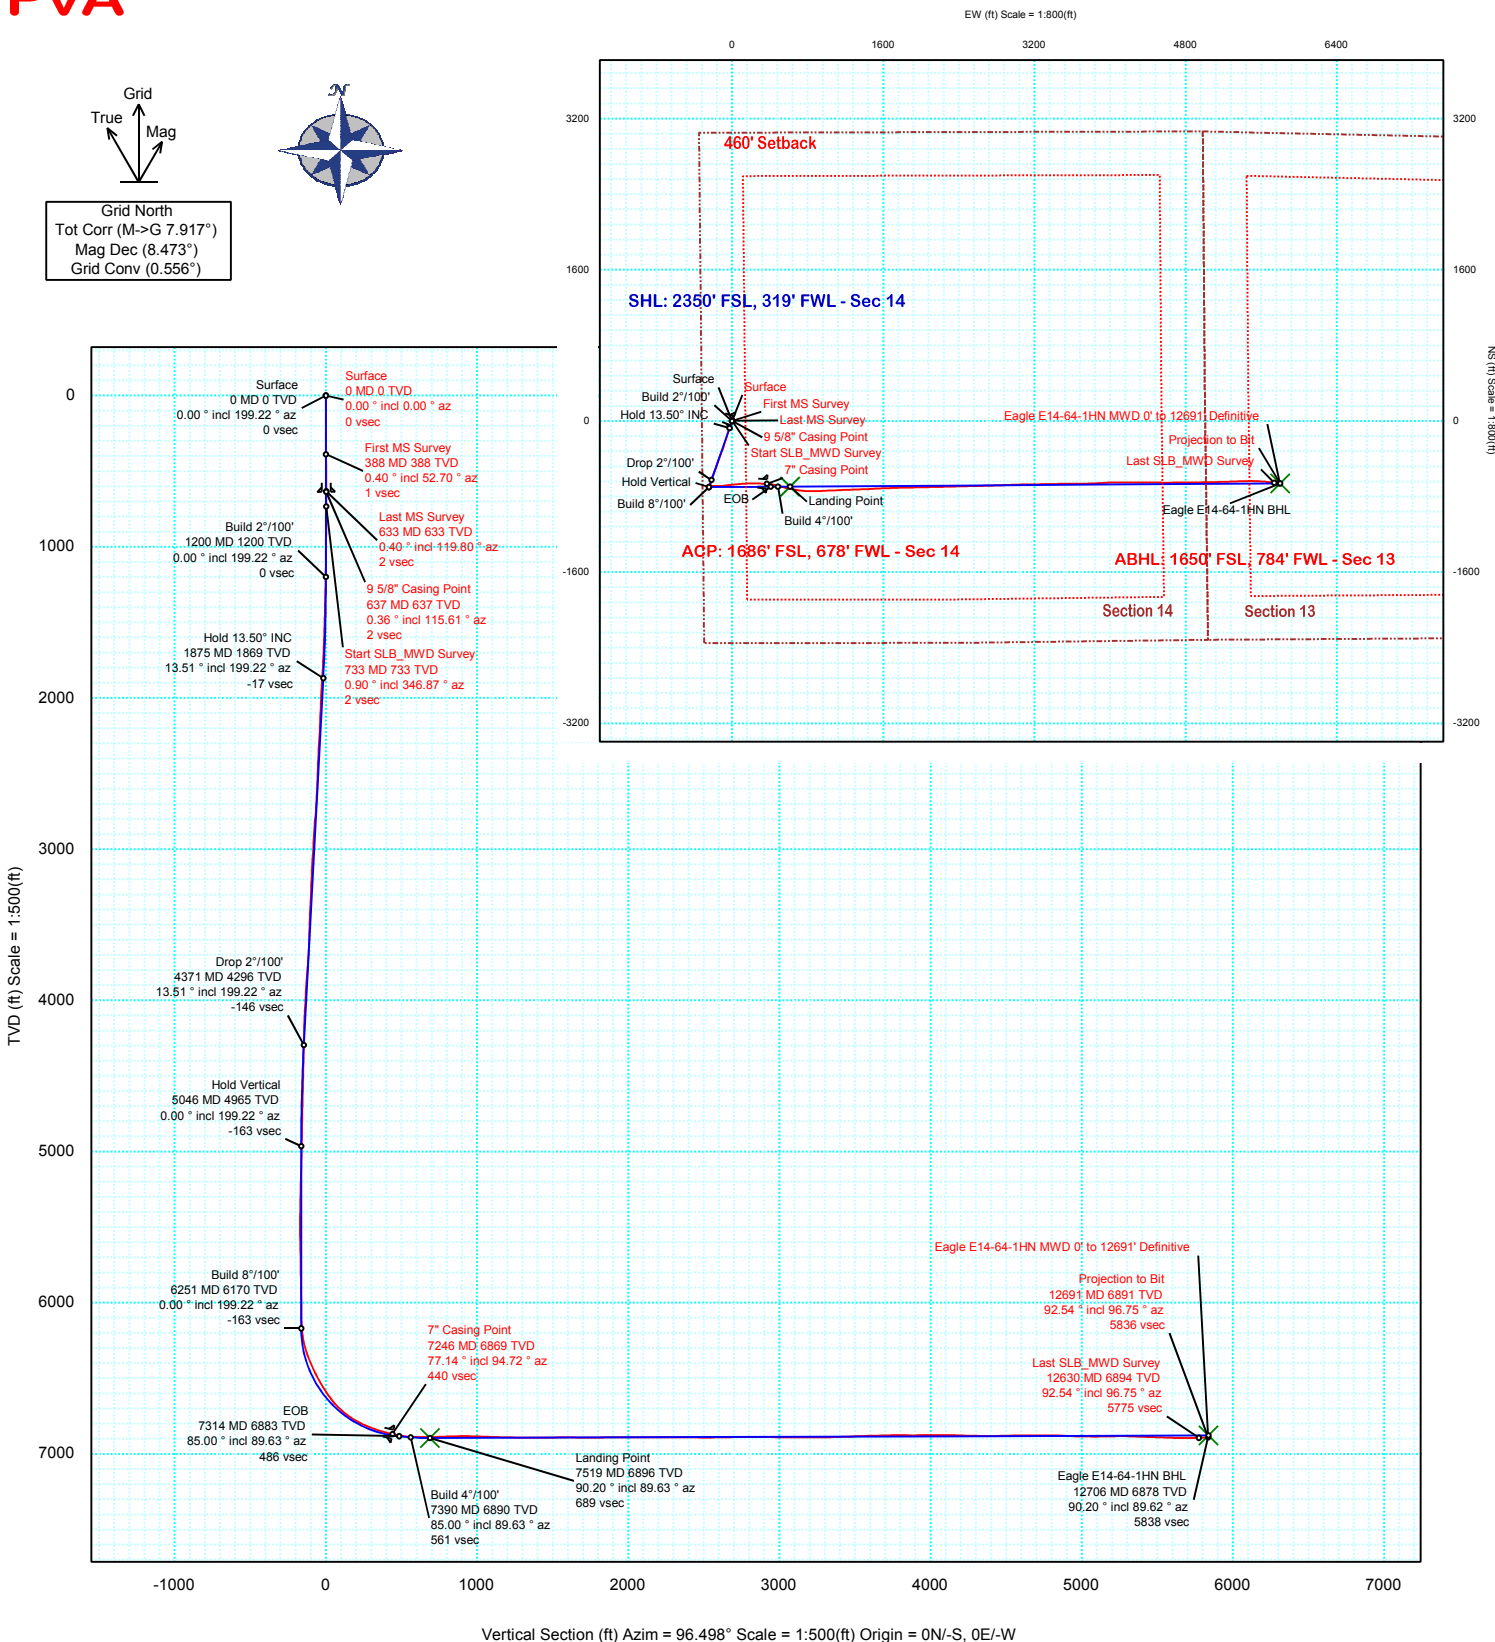 PVA
EW (ft) Scale = 1:800(ft)
0 1600 3200 4800 6400
N
Grid
True
Mag
Grid North
Tot Corr (M->G 7.917°)
Mag Dec (8.473°)
Grid Conv (0.556°)
3200 3200
1600 1600
0 0
-1600 -1600
-3200 -3200
NS (ft) Scale = 1:800(ft)
460' Setback
SHL: 2350' FSL, 319' FWL - Sec 14
Surface
Build 2°/100'
Hold 13.50° INC
Drop 2°/100'
Hold Vertical
Build 8°/100'
Surface
First MS Survey
Last MS Survey
9 5/8" Casing Point
Start SLB_MWD Survey
7" Casing Point
EOB
Landing Point
Build 4°/100'
Eagle E14-64-1HN MWD 0' to 12691' Definitive
Projection to Bit
Last SLB_MWD Survey
Eagle E14-64-1HN BHL
ACP: 1686' FSL, 678' FWL - Sec 14
ABHL: 1650' FSL, 784' FWL - Sec 13
Section 14
Section 13
TVD (ft) Scale = 1:500(ft)
0
1000
2000
3000
4000
5000
6000
7000
Surface
0 MD 0 TVD
0.00 ° incl 199.22 ° az
0 vsec
Surface
0 MD 0 TVD
0.00 ° incl 0.00 ° az
0 vsec
First MS Survey
388 MD 388 TVD
0.40 ° incl 52.70 ° az
1 vsec
Last MS Survey
633 MD 633 TVD
0.40 ° incl 119.80 ° az
2 vsec
Build 2°/100'
1200 MD 1200 TVD
0.00 ° incl 199.22 ° az
0 vsec
9 5/8" Casing Point
637 MD 637 TVD
0.36 ° incl 115.61 ° az
2 vsec
Hold 13.50° INC
1875 MD 1869 TVD
13.51 ° incl 199.22 ° az
-17 vsec
Start SLB_MWD Survey
733 MD 733 TVD
0.90 ° incl 346.87 ° az
2 vsec
Drop 2°/100'
4371 MD 4296 TVD
13.51 ° incl 199.22 ° az
-146 vsec
Hold Vertical
5046 MD 4965 TVD
0.00 ° incl 199.22 ° az
-163 vsec
Build 8°/100'
6251 MD 6170 TVD
0.00 ° incl 199.22 ° az
-163 vsec
7" Casing Point
7246 MD 6869 TVD
77.14 ° incl 94.72 ° az
440 vsec
EOB
7314 MD 6883 TVD
85.00 ° incl 89.63 ° az
486 vsec
Build 4°/100'
7390 MD 6890 TVD
85.00 ° incl 89.63 ° az
561 vsec
Landing Point
7519 MD 6896 TVD
90.20 ° incl 89.63 ° az
689 vsec
Eagle E14-64-1HN MWD 0' to 12691' Definitive
Projection to Bit
12691 MD 6891 TVD
92.54 ° incl 96.75 ° az
5836 vsec
Last SLB_MWD Survey
12630 MD 6894 TVD
92.54 ° incl 96.75 ° az
5775 vsec
Eagle E14-64-1HN BHL
12706 MD 6878 TVD
90.20 ° incl 89.62 ° az
5838 vsec
-1000 0 1000 2000 3000 4000 5000 6000 7000
Vertical Section (ft) Azim = 96.498° Scale = 1:500(ft) Origin = 0N/-S, 0E/-W